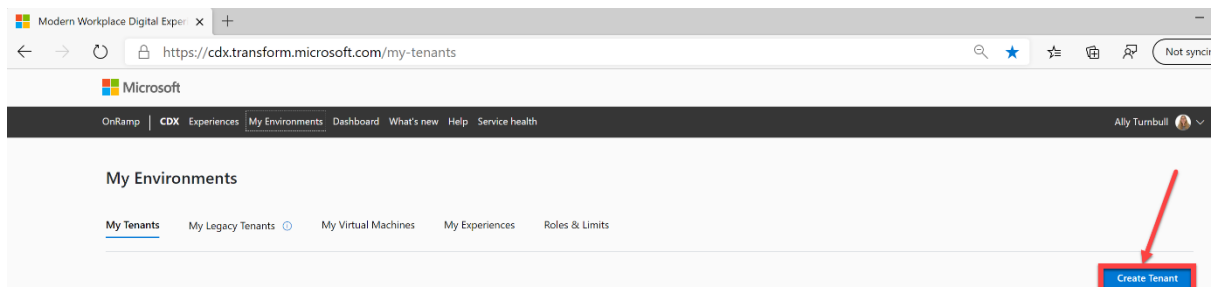 Modern Workplace Digital Exper
https://cdx.transform.microsoft.com/my-tenants
Not syncin
Microsoft
OnRamp | CDX Experiences My Environments Dashboard What's new Help Service health Ally Turnbull
My Environments
My Tenants My Legacy Tenants My Virtual Machines My Experiences Roles & Limits
Create Tenant